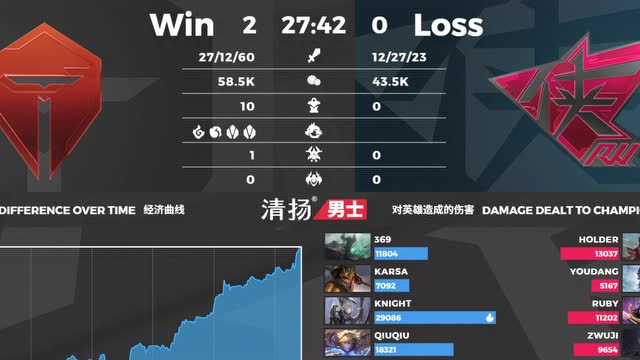 Win 2 27:42 0 Loss
27/12/60 12/27/23
58.5K 43.5K
10 0
1 0
0 0
侠
RW
DIFFERENCE OVER TIME 经济曲线 清扬® 男士 对英雄造成的伤害 DAMAGE DEALT TO CHAMPI
369 HOLDER
11804 13037
KARSA YOUDANG
7092 5167
KNIGHT RUBY
29086 11202
QIUQIU ZWUJI
18321 9654